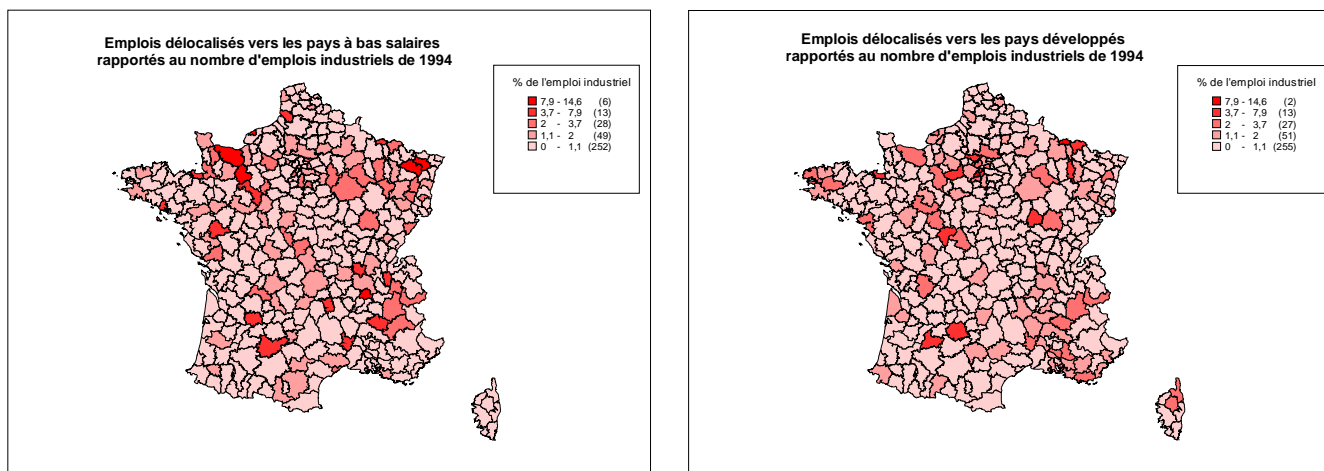 Emplois délocalisés vers les pays à bas salaires
rapportés au nombre d'emplois industriels de 1994
% de l'emploi industriel
7,9 - 14,6 (6)
3,7 - 7,9 (13)
2 - 3,7 (28)
1,1 - 2 (49)
0 - 1,1 (252)
Emplois délocalisés vers les pays développés
rapportés au nombre d'emplois industriels de 1994
% de l'emploi industriel
7,9 - 14,6 (2)
3,7 - 7,9 (13)
2 - 3,7 (27)
1,1 - 2 (51)
0 - 1,1 (255)